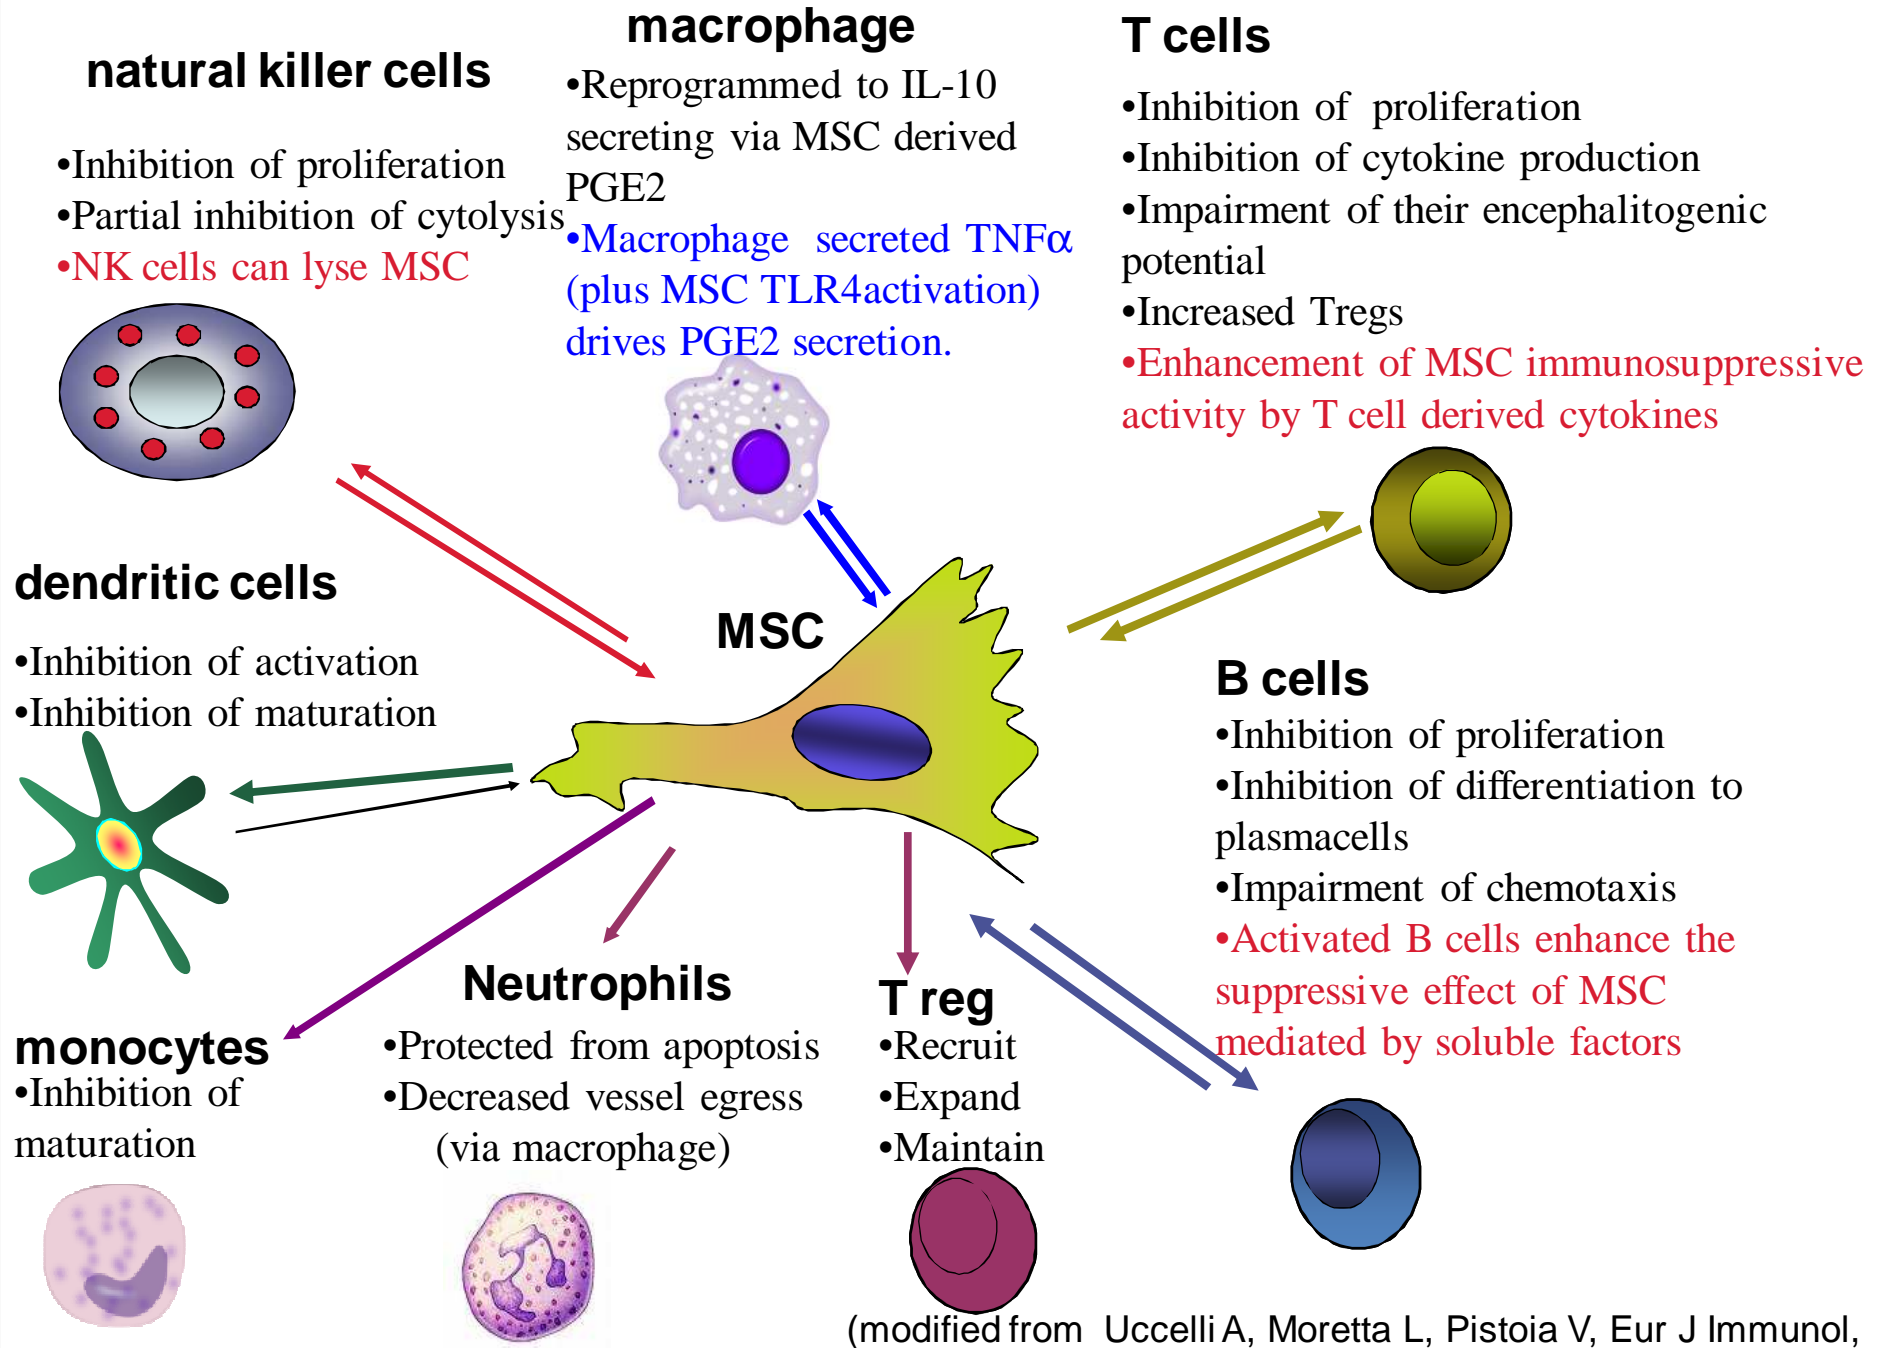 natural killer cells
•Inhibition of proliferation
•Partial inhibition of cytolysis
•NK cells can lyse MSC
macrophage
•Reprogrammed to IL-10
secreting via MSC derived
PGE2
•Macrophage secreted TNFα
(plus MSC TLR4activation)
drives PGE2 secretion.
T cells
•Inhibition of proliferation
•Inhibition of cytokine production
•Impairment of their encephalitogenic
potential
•Increased Tregs
•Enhancement of MSC immunosuppressive
activity by T cell derived cytokines
dendritic cells
•Inhibition of activation
•Inhibition of maturation
MSC
B cells
•Inhibition of proliferation
•Inhibition of differentiation to
plasmacells
•Impairment of chemotaxis
•Activated B cells enhance the
suppressive effect of MSC
mediated by soluble factors
monocytes
•Inhibition of
maturation
Neutrophils
•Protected from apoptosis
•Decreased vessel egress
(via macrophage)
T reg
•Recruit
•Expand
•Maintain
(modified from Uccelli A, Moretta L, Pistoia V, Eur J Immunol,